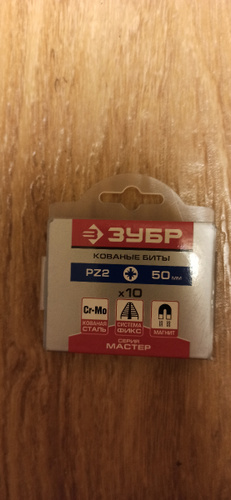 ЗУБР
КОВАНЫЕ БИТЫ
PZ2 50 мм
x10
Cr-Mo
КОВАНАЯ СТАЛЬ
СИСТЕМА ФИКС
МАГНИТ
СЕРИЯ
МАСТЕР